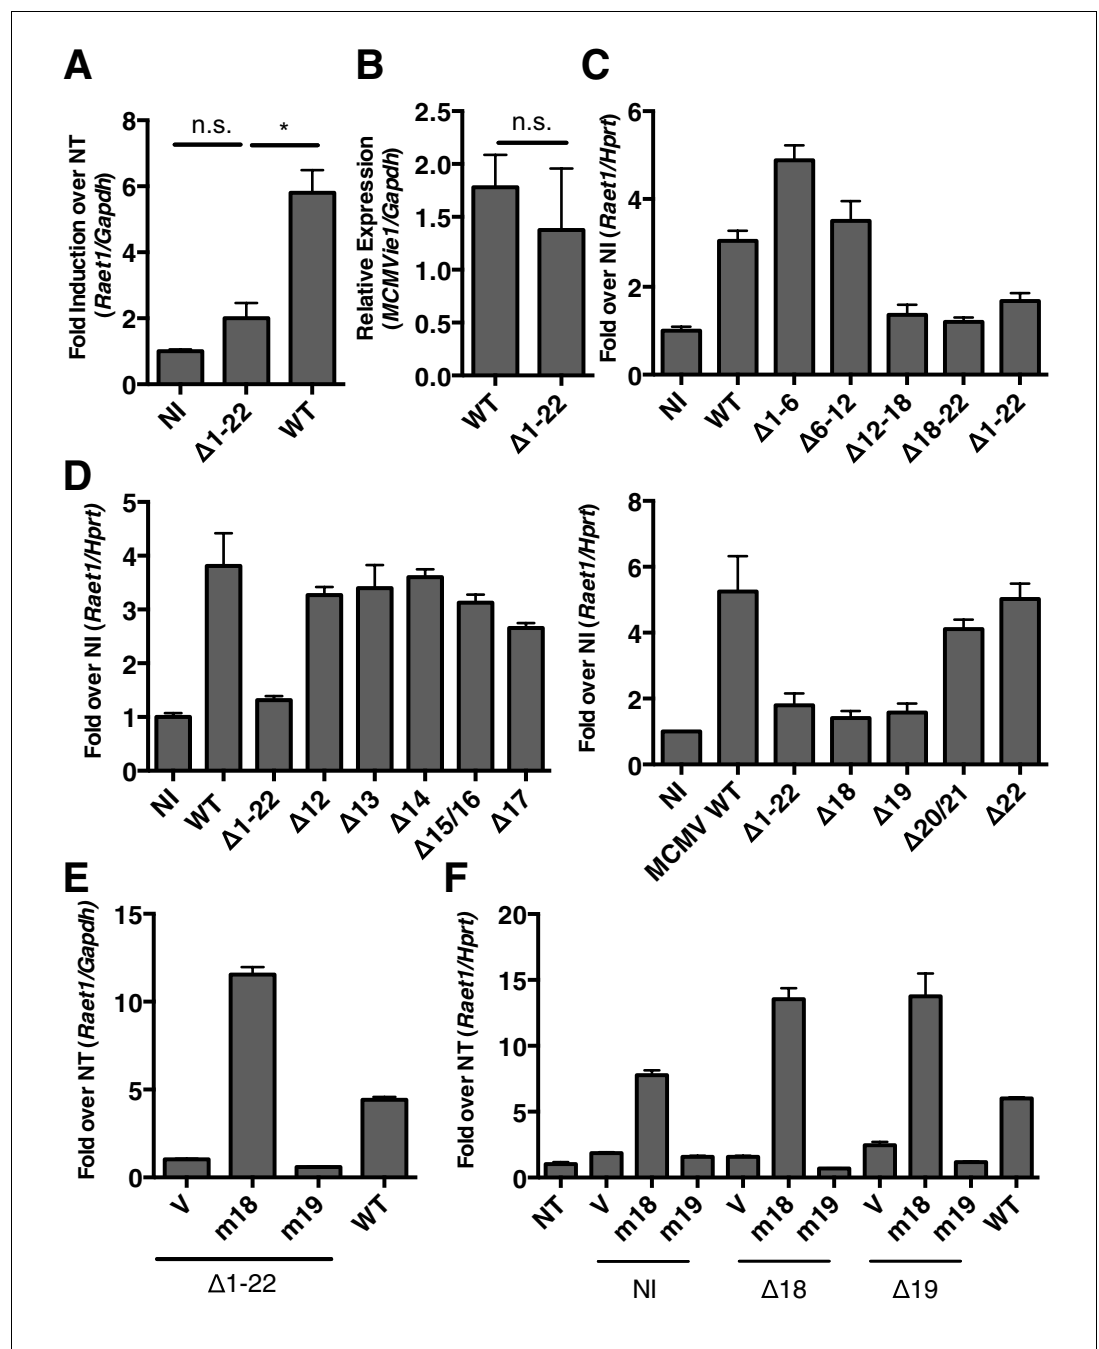 A
Fold Induction over NT
(Raet1/Gapdh)
8
6
4
2
0
n.s.
*
NI
Δ1-22
WT
B
Relative Expression
(MCMVie1/Gapdh)
2.5
2.0
1.5
1.0
0.5
0.0
n.s.
WT
Δ1-22
C
Fold over NI (Raet1/Hprt)
6
4
2
0
NI
WT
Δ1-6
Δ6-12
Δ12-18
Δ18-22
Δ1-22
D
Fold over NI (Raet1/Hprt)
5
4
3
2
1
0
NI
WT
Δ1-22
Δ12
Δ13
Δ14
Δ15/16
Δ17
Fold over NI (Raet1/Hprt)
8
6
4
2
0
NI
MCMV WT
Δ1-22
Δ18
Δ19
Δ20/21
Δ22
E
Fold over NT (Raet1/Gapdh)
15
10
5
0
V
m18
m19
WT
Δ1-22
F
Fold over NT (Raet1/Hprt)
20
15
10
5
0
NT
V
m18
m19
V
m18
m19
V
m18
m19
WT
NI
Δ18
Δ19